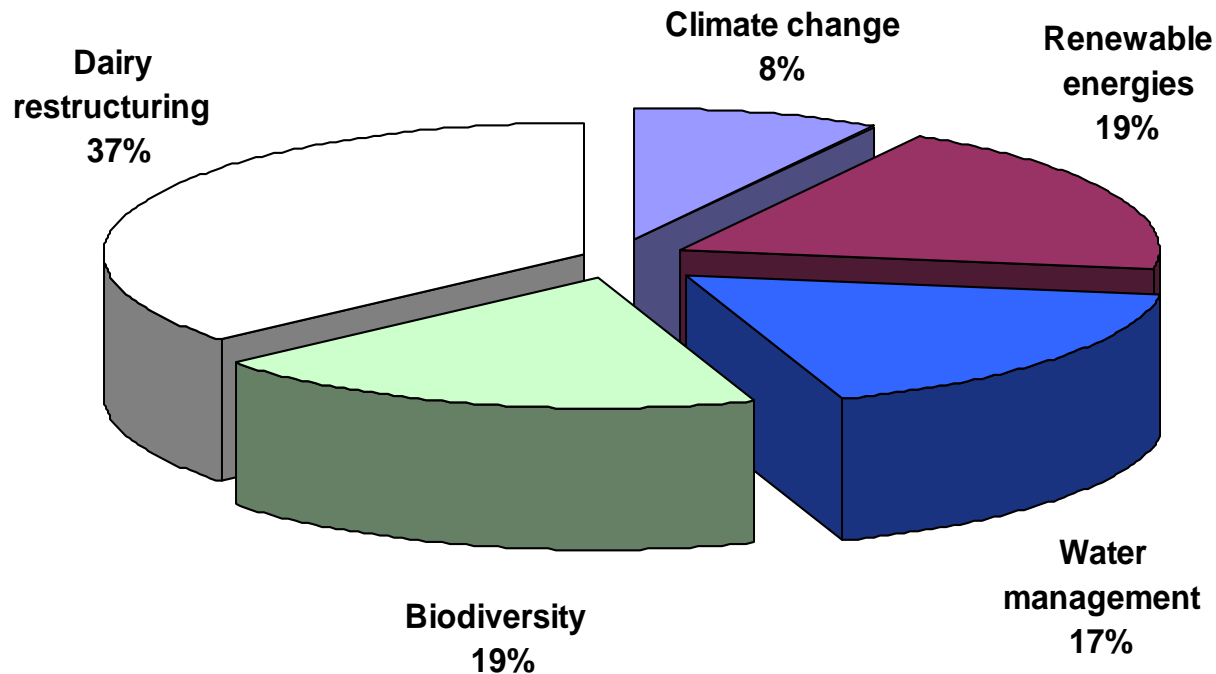 Climate change
8%
Renewable
energies
19%
Dairy
restructuring
37%
Water
management
17%
Biodiversity
19%